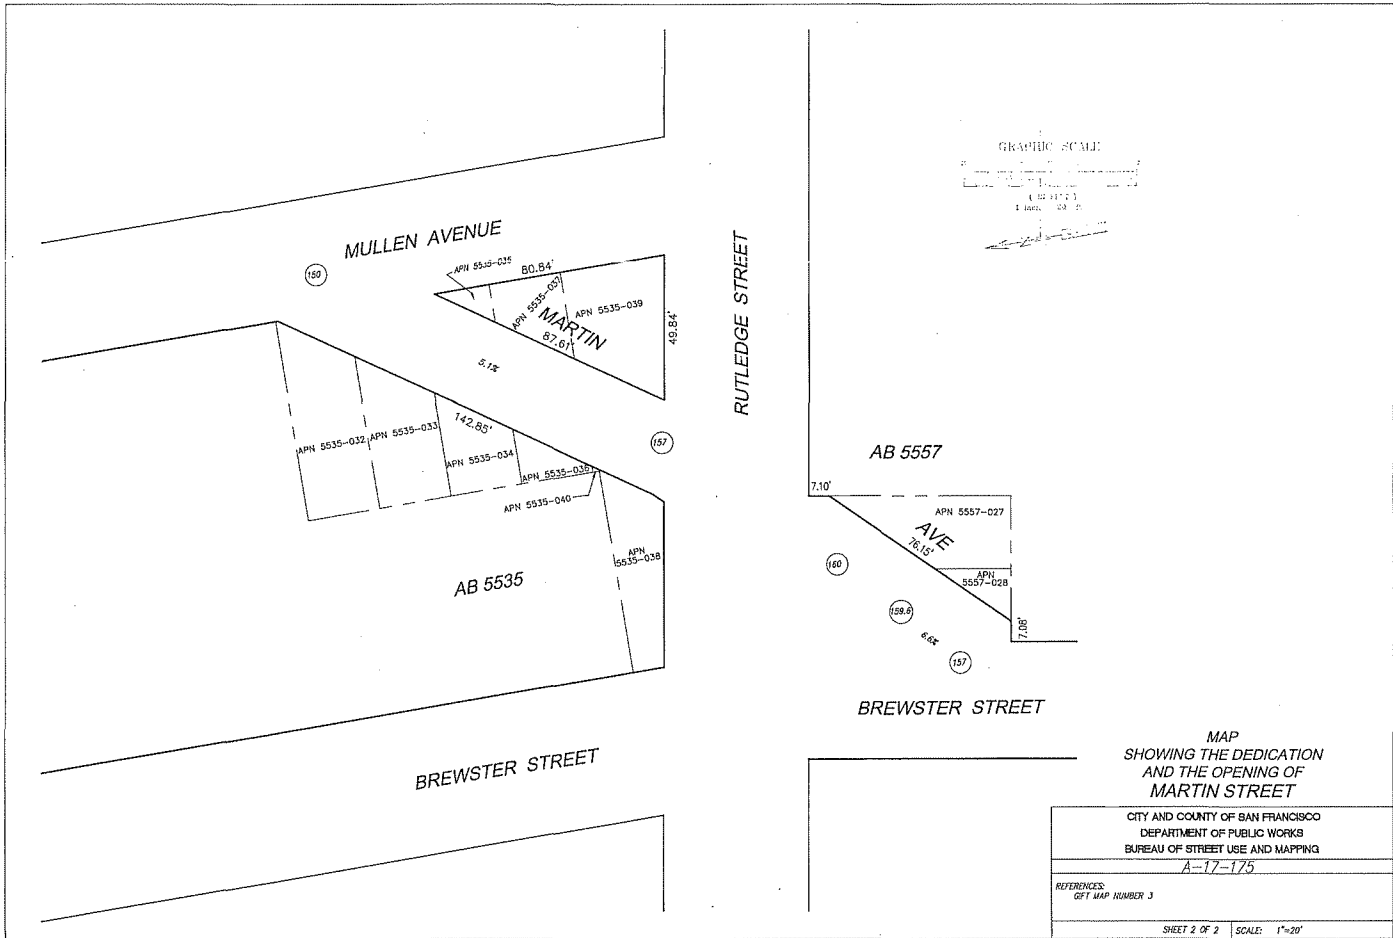 GRAPHIC SCALE
MULLEN AVENUE
150
APN 5535-035
80.84'
APN 5535-037
APN 5535-039
MARTIN
87.61'
49.84'
5.1%
RUTLEDGE STREET
142.85'
APN 5535-032
APN 5535-033
APN 5535-034
APN 5535-036
APN 5535-040
157
APN
5535-038
AB 5535
AB 5557
7.10'
APN 5557-027
AVE
76.15'
APN
5557-028
160
159.6
6.6%
157
7.08'
BREWSTER STREET
BREWSTER STREET
MAP
SHOWING THE DEDICATION
AND THE OPENING OF
MARTIN STREET
CITY AND COUNTY OF SAN FRANCISCO
DEPARTMENT OF PUBLIC WORKS
BUREAU OF STREET USE AND MAPPING
A-17-175
REFERENCES:
GIFT MAP NUMBER 3
SHEET 2 OF 2
SCALE: 1"=20'